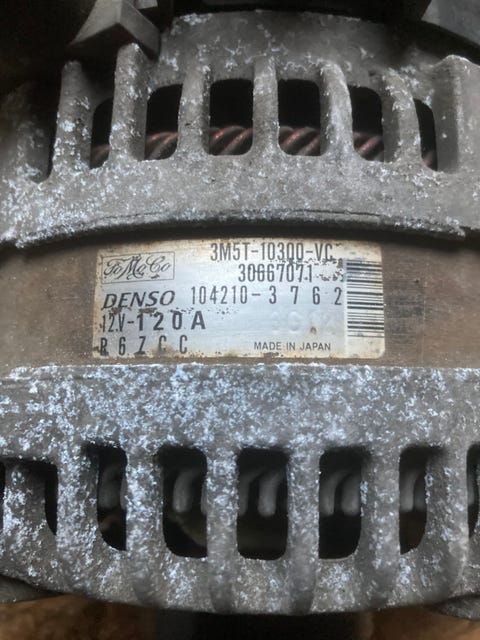 3M5T-10300-VC
FoMoCo 30667071
DENSO 104210-3762
12V-120A
R6ZCC MADE IN JAPAN